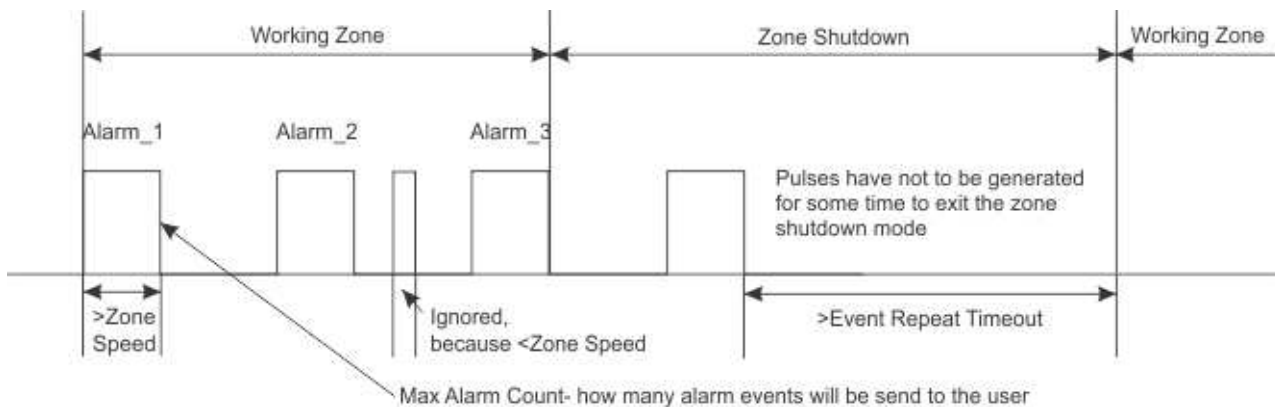 Working Zone
Zone Shutdown
Working Zone
Alarm_1
Alarm_2
Alarm_3
Pulses have not to be generated
for some time to exit the zone
shutdown mode
>Zone
Speed
Ignored,
because <Zone Speed
>Event Repeat Timeout
Max Alarm Count- how many alarm events will be send to the user